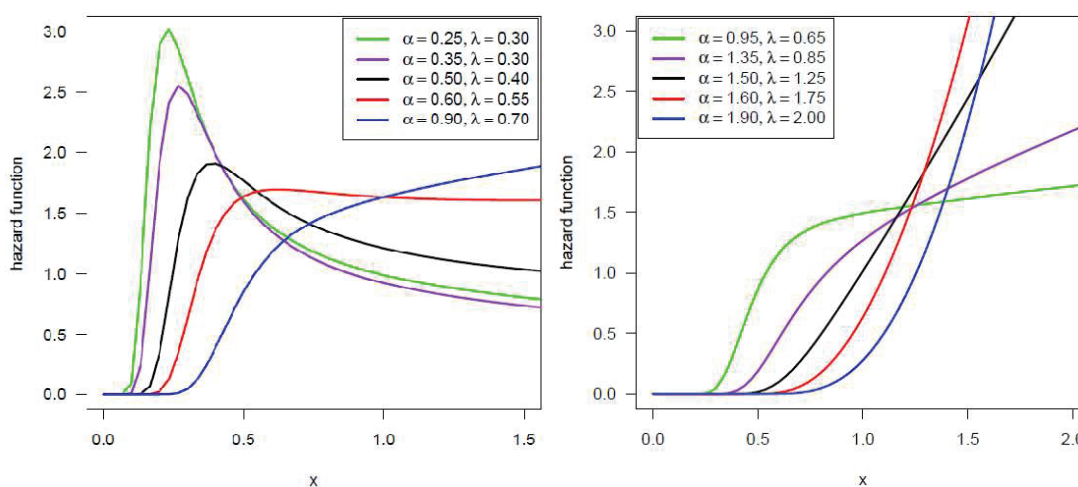 hazard function
3.0
2.5
2.0
1.5
1.0
0.5
0.0
α = 0.25, λ = 0.30
α = 0.35, λ = 0.30
α = 0.50, λ = 0.40
α = 0.60, λ = 0.55
α = 0.90, λ = 0.70
0.0
0.5
1.0
1.5
x
hazard function
3.0
2.5
2.0
1.5
1.0
0.5
0.0
α = 0.95, λ = 0.65
α = 1.35, λ = 0.85
α = 1.50, λ = 1.25
α = 1.60, λ = 1.75
α = 1.90, λ = 2.00
0.0
0.5
1.0
1.5
x